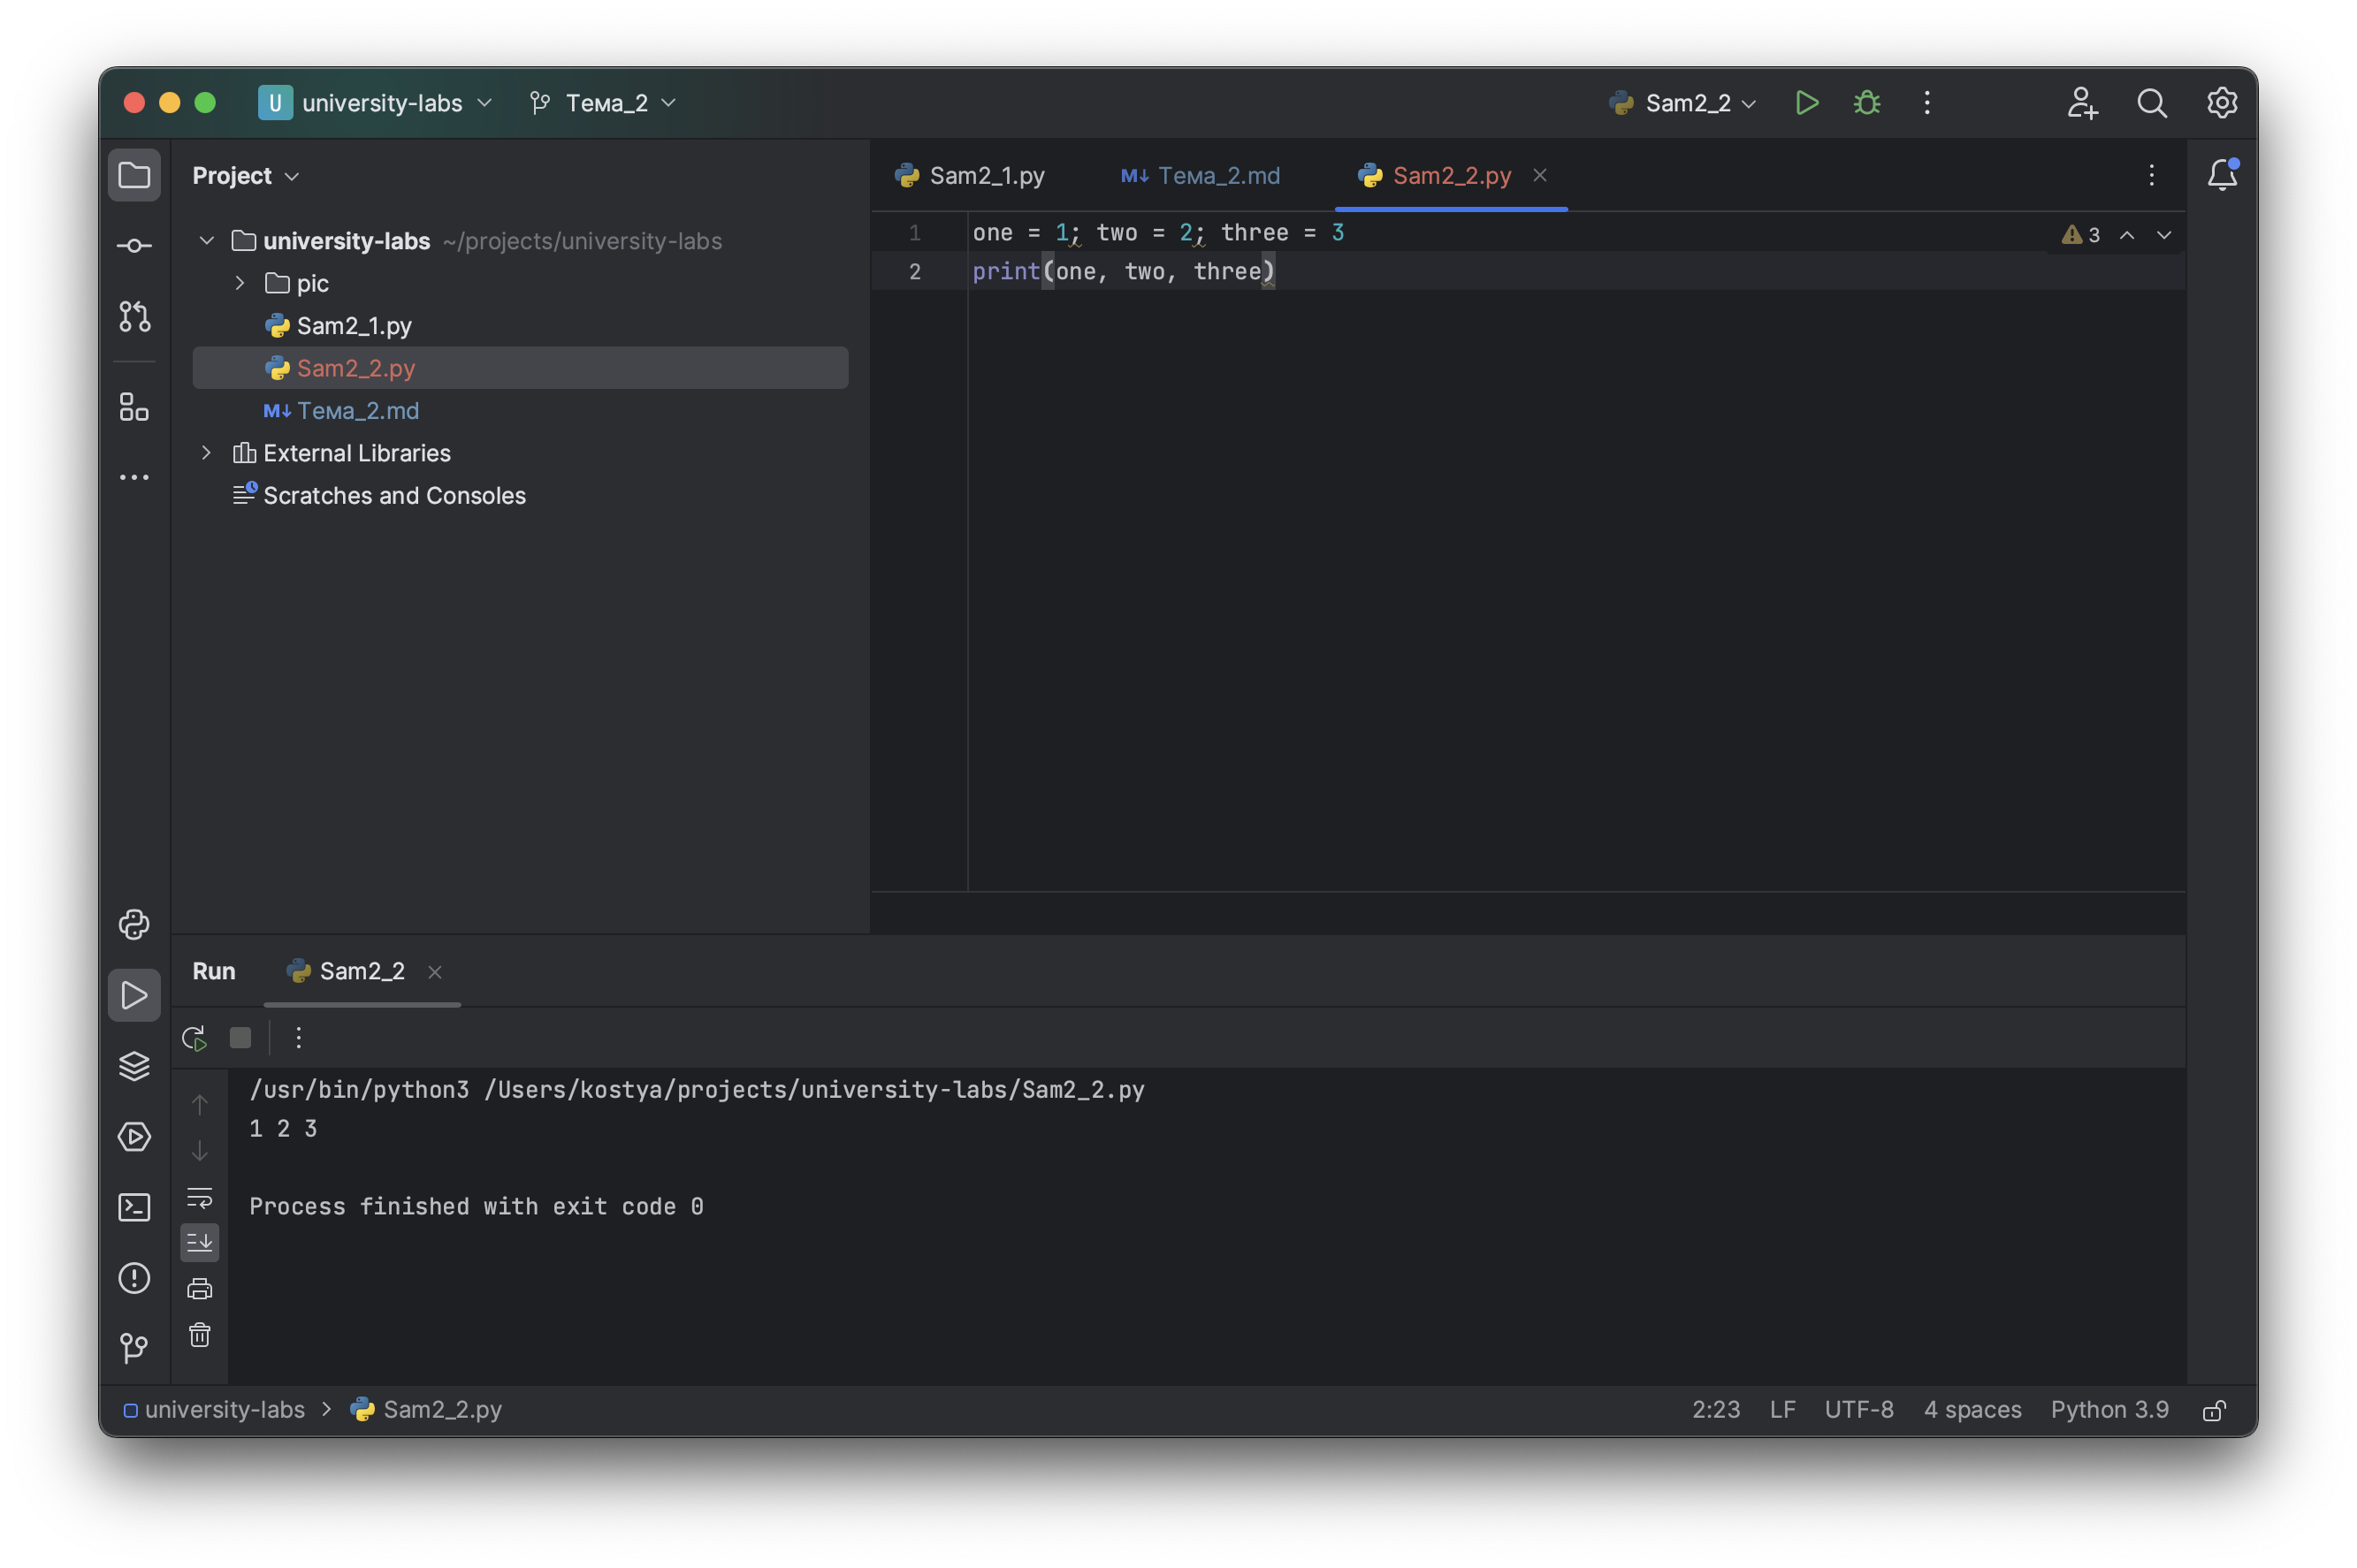 U university-labs Тема_2 Sam2_2
Project
Sam2_1.py M↓ Тема_2.md Sam2_2.py
university-labs ~/projects/university-labs
pic
Sam2_1.py
Sam2_2.py
M↓ Тема_2.md
External Libraries
Scratches and Consoles
1 one = 1; two = 2; three = 3
2 print(one, two, three)
3
Run Sam2_2
/usr/bin/python3 /Users/kostya/projects/university-labs/Sam2_2.py
1 2 3
Process finished with exit code 0
university-labs > Sam2_2.py 2:23 LF UTF-8 4 spaces Python 3.9